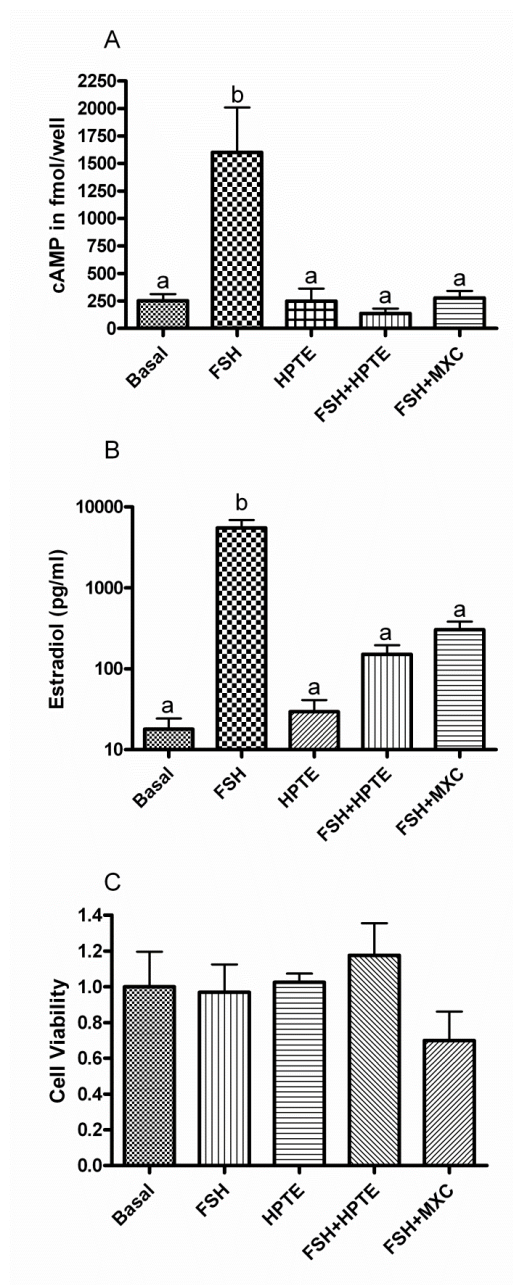 A
cAMP in fmol/well
2250
2000
1750
1500
1250
1000
750
500
250
0
a
b
a
a
a
Basal
FSH
HPTE
FSH+HPTE
FSH+MXC
B
Estradiol (pg/ml)
10000
1000
100
10
a
b
a
a
a
Basal
FSH
HPTE
FSH+HPTE
FSH+MXC
C
Cell Viability
1.4
1.2
1.0
0.8
0.6
0.4
0.2
0.0
Basal
FSH
HPTE
FSH+HPTE
FSH+MXC